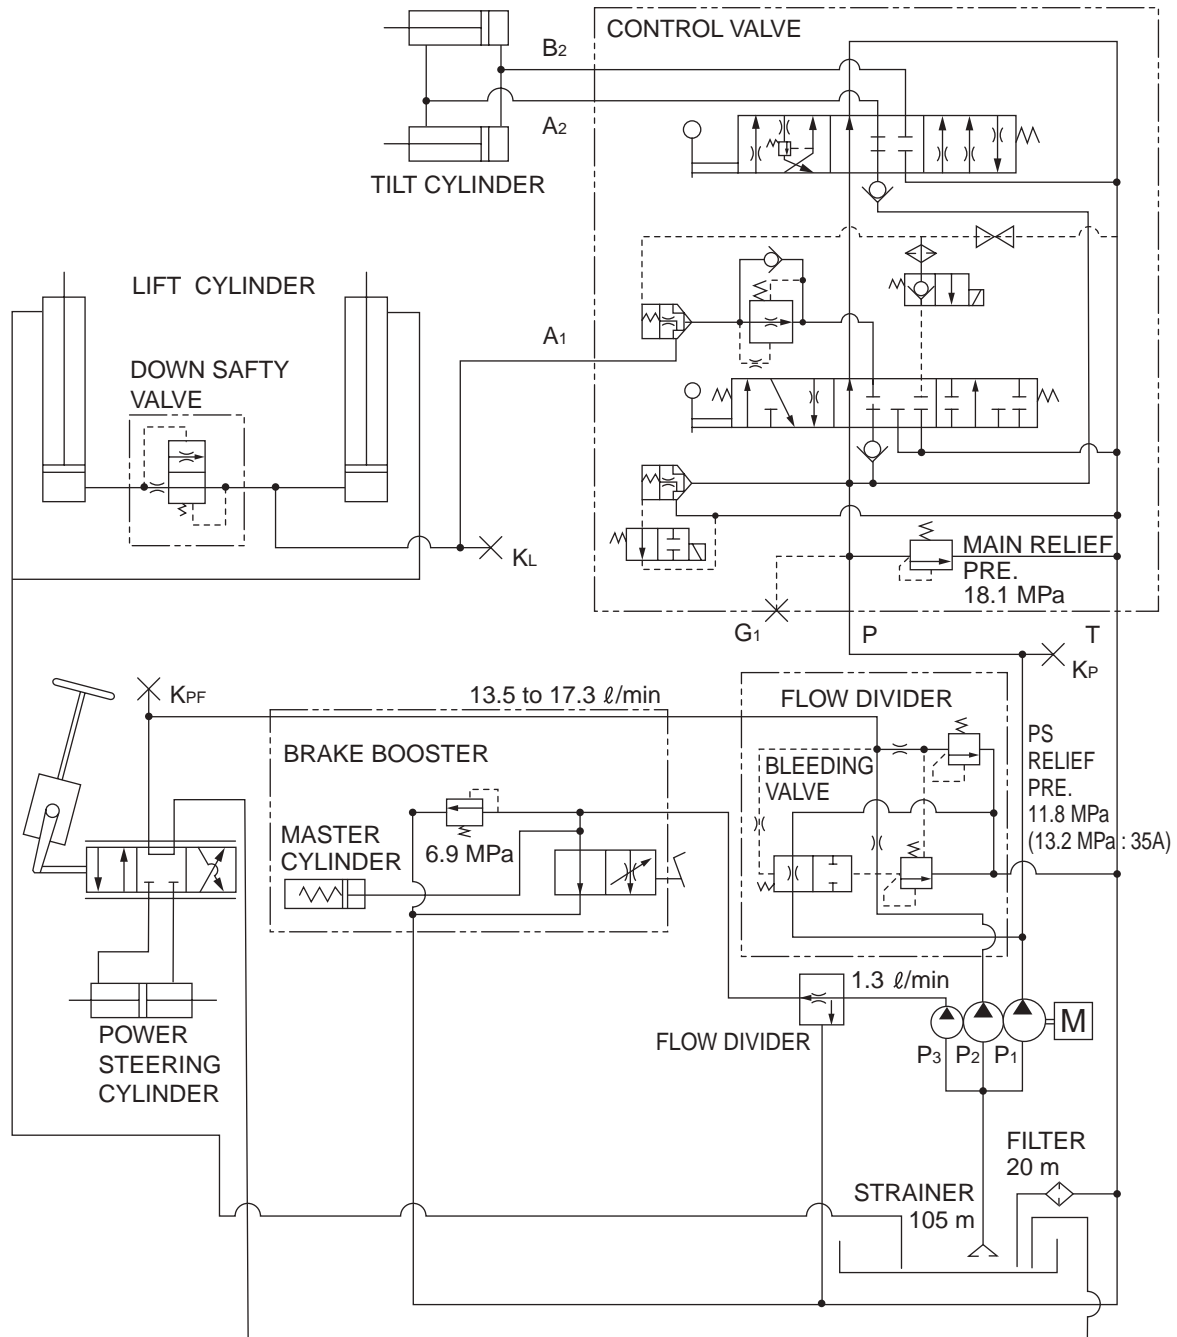 CONTROL VALVE
B2
A2
TILT CYLINDER
LIFT CYLINDER
A1
DOWN SAFTY
VALVE
KL
MAIN RELIEF
PRE.
18.1 MPa
G1
P
T
KP
KPF
13.5 to 17.3 ℓ/min
FLOW DIVIDER
BRAKE BOOSTER
BLEEDING
VALVE
PS
RELIEF
PRE.
11.8 MPa
(13.2 MPa : 35A)
MASTER
CYLINDER
6.9 MPa
1.3 ℓ/min
FLOW DIVIDER
M
P3
P2
P1
POWER
STEERING
CYLINDER
FILTER
20 m
STRAINER
105 m